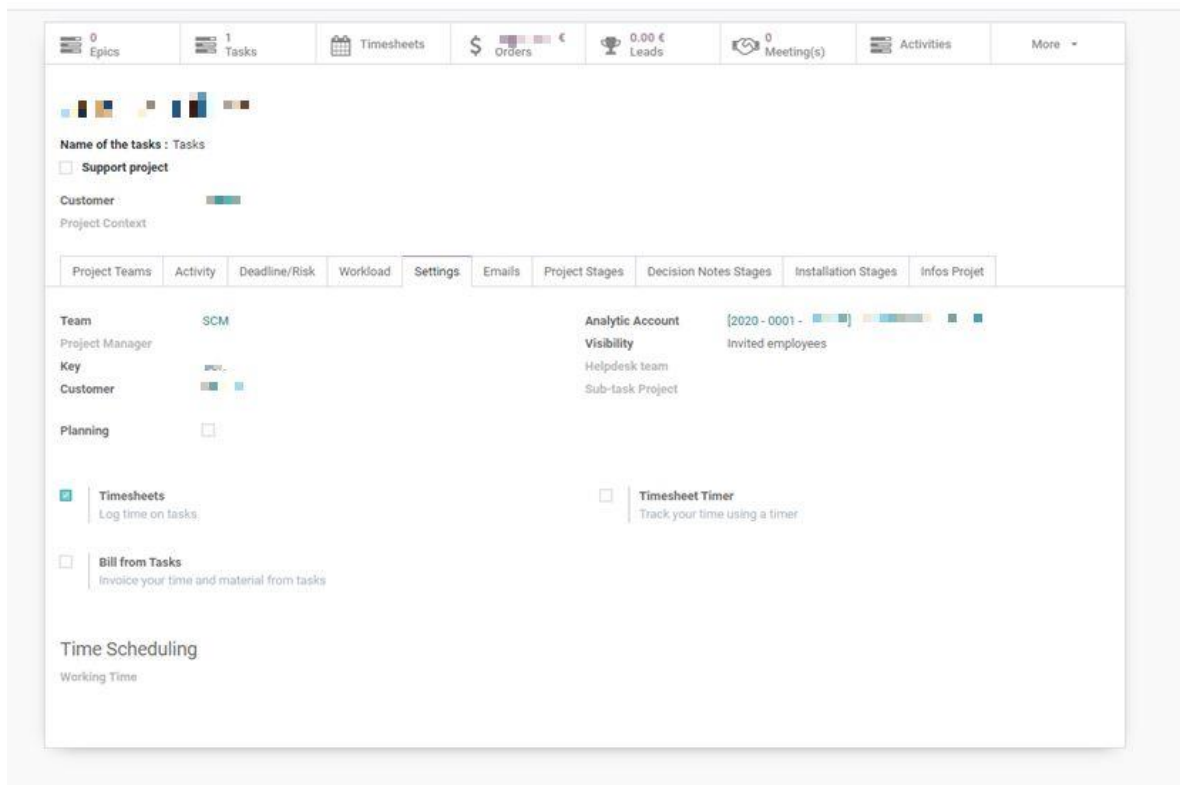 0 Epics
1 Tasks
Timesheets
€ Orders
0.00 € Leads
0 Meeting(s)
Activities
More
Name of the tasks : Tasks
Support project
Customer
Project Context
Project Teams Activity Deadline/Risk Workload Settings Emails Project Stages Decision Notes Stages Installation Stages Infos Projet
Team SCM
Project Manager
Key
Customer
Planning
Analytic Account [2020 - 0001 - ]
Visibility Invited employees
Helpdesk team
Sub-task Project
Timesheets
Log time on tasks
Timesheet Timer
Track your time using a timer
Bill from Tasks
Invoice your time and material from tasks
Time Scheduling
Working Time